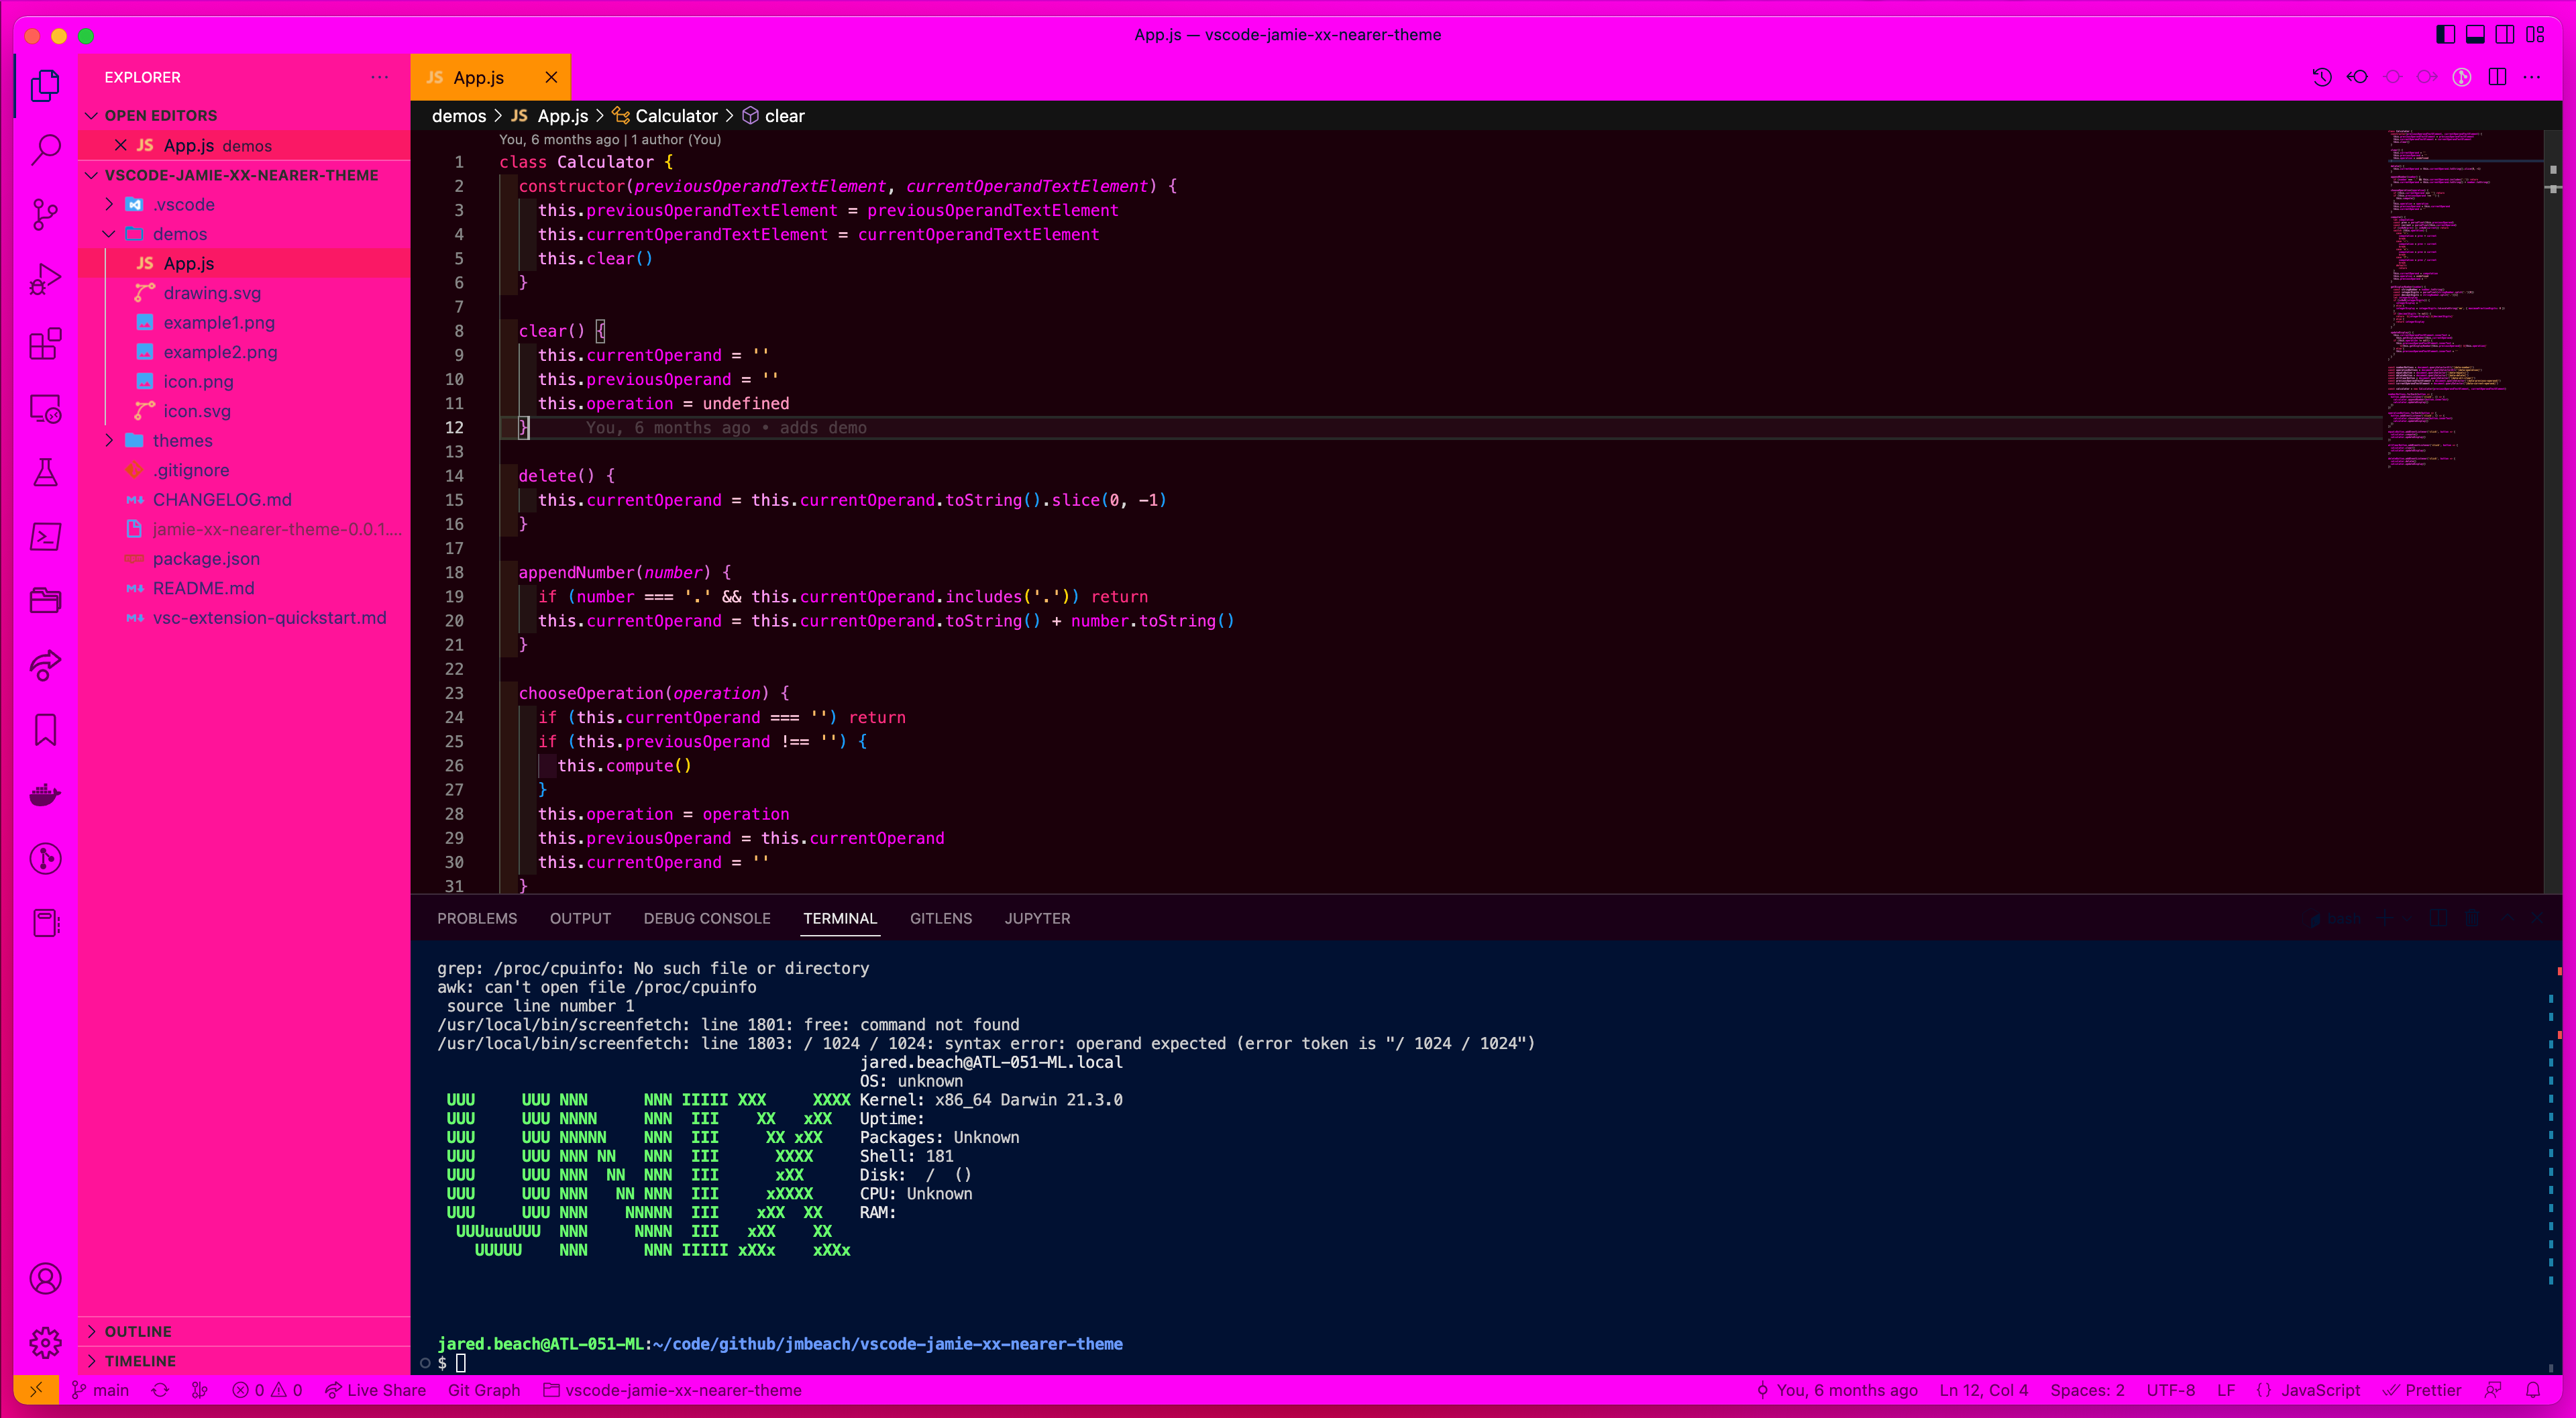 App.js — vscode-jamie-xx-nearer-theme
EXPLORER
OPEN EDITORS
JS App.js demos
VSCODE-JAMIE-XX-NEARER-THEME
.vscode
demos
JS App.js
drawing.svg
example1.png
example2.png
icon.png
icon.svg
themes
.gitignore
CHANGELOG.md
jamie-xx-nearer-theme-0.0.1....
package.json
README.md
vsc-extension-quickstart.md
OUTLINE
TIMELINE
JS App.js
demos > JS App.js > Calculator > clear
You, 6 months ago | 1 author (You)
1 class Calculator {
2 constructor(previousOperandTextElement, currentOperandTextElement) {
3 this.previousOperandTextElement = previousOperandTextElement
4 this.currentOperandTextElement = currentOperandTextElement
5 this.clear()
6 }
7
8 clear() {
9 this.currentOperand = ''
10 this.previousOperand = ''
11 this.operation = undefined
12 } You, 6 months ago • adds demo
13
14 delete() {
15 this.currentOperand = this.currentOperand.toString().slice(0, -1)
16 }
17
18 appendNumber(number) {
19 if (number === '.' && this.currentOperand.includes('.')) return
20 this.currentOperand = this.currentOperand.toString() + number.toString()
21 }
22
23 chooseOperation(operation) {
24 if (this.currentOperand === '') return
25 if (this.previousOperand !== '') {
26 this.compute()
27 }
28 this.operation = operation
29 this.previousOperand = this.currentOperand
30 this.currentOperand = ''
31 }
PROBLEMS OUTPUT DEBUG CONSOLE TERMINAL GITLENS JUPYTER bash
grep: /proc/cpuinfo: No such file or directory
awk: can't open file /proc/cpuinfo
source line number 1
/usr/local/bin/screenfetch: line 1801: free: command not found
/usr/local/bin/screenfetch: line 1803: / 1024 / 1024: syntax error: operand expected (error token is "/ 1024 / 1024")
jared.beach@ATL-051-ML.local
OS: unknown
UUU     UUU NNN      NNN IIIII XXX     XXXX Kernel: x86_64 Darwin 21.3.0
UUU     UUU NNNN     NNN  III    XX   xXX   Uptime:
UUU     UUU NNNNN    NNN  III     XX xXX    Packages: Unknown
UUU     UUU NNN NN   NNN  III      XXXX     Shell: 181
UUU     UUU NNN  NN  NNN  III      xXX      Disk:  /  ()
UUU     UUU NNN   NN NNN  III     xXXXX     CPU: Unknown
UUU     UUU NNN    NNNNN  III    xXX  XX    RAM:
UUUuuuUUU  NNN     NNNN  III   xXX    XX
UUUUU    NNN      NNN IIIII xXXx    xXXx
jared.beach@ATL-051-ML:~/code/github/jmbeach/vscode-jamie-xx-nearer-theme
$
main 0 0 Live Share Git Graph vscode-jamie-xx-nearer-theme You, 6 months ago Ln 12, Col 4 Spaces: 2 UTF-8 LF {} JavaScript Prettier